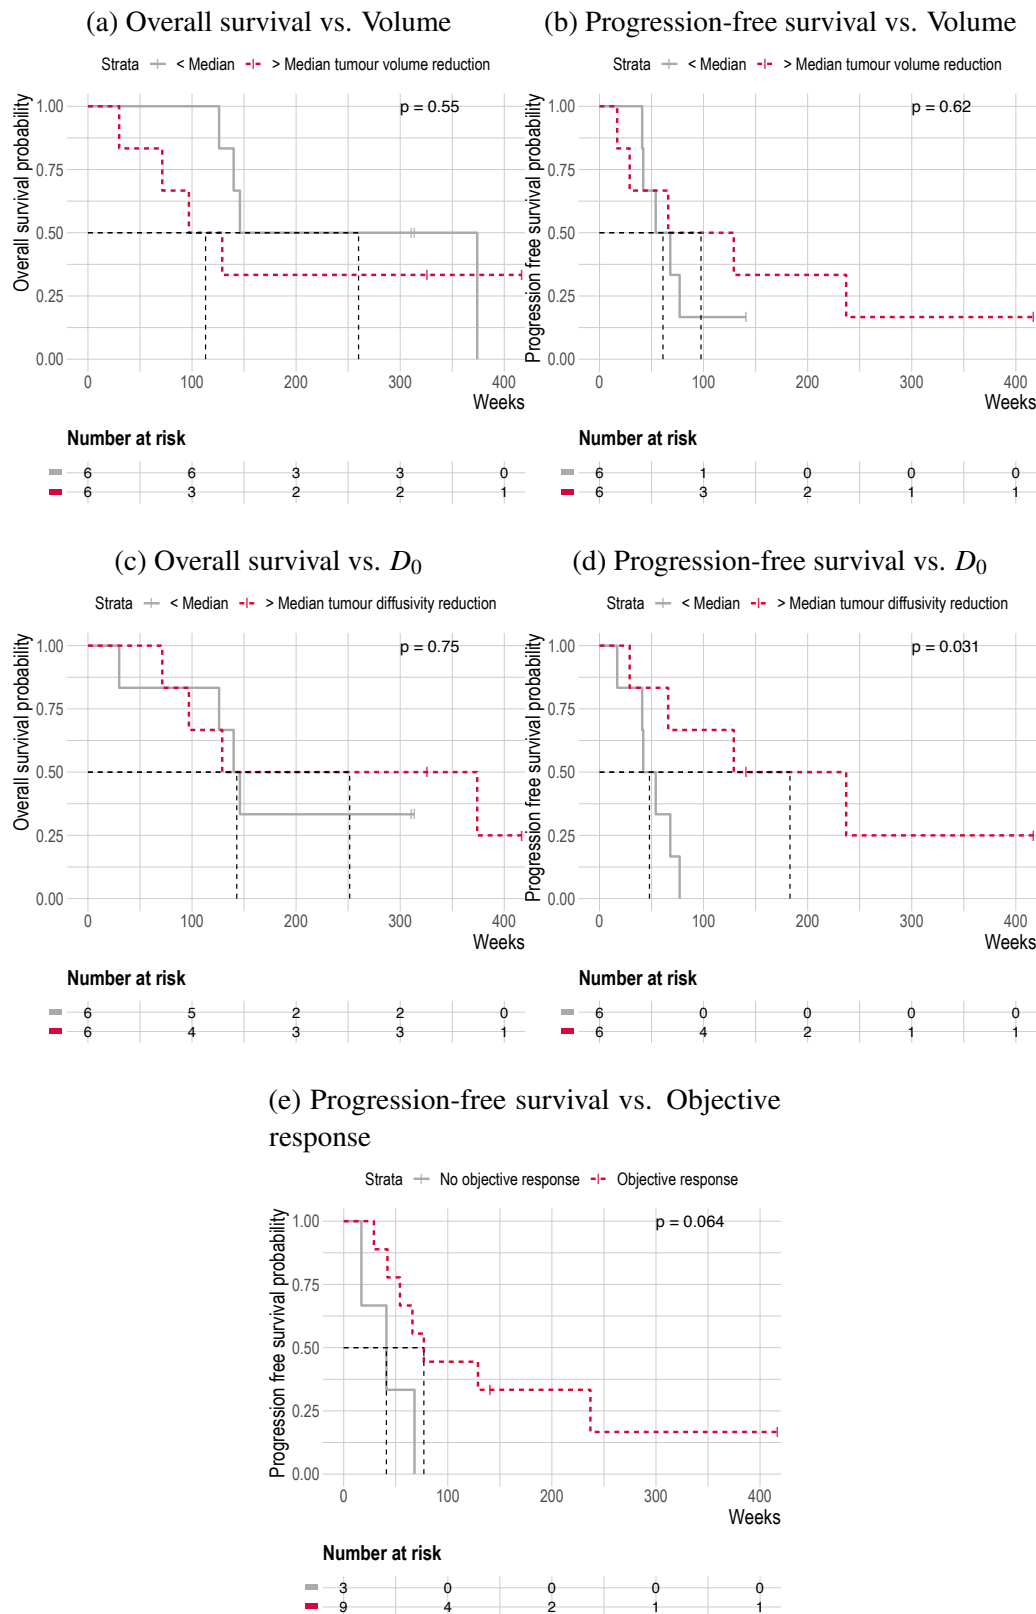 (a) Overall survival vs. Volume
Strata < Median > Median tumour volume reduction
Overall survival probability
1.00
0.75
0.50
0.25
0.00
p = 0.55
0 100 200 300 400
Weeks
Number at risk
6 6 3 3 0
6 3 2 2 1
(b) Progression-free survival vs. Volume
Strata < Median > Median tumour volume reduction
Progression free survival probability
1.00
0.75
0.50
0.25
0.00
p = 0.62
0 100 200 300 400
Weeks
Number at risk
6 1 0 0 0
6 3 2 1 1
(c) Overall survival vs. D₀
Strata < Median > Median tumour diffusivity reduction
Overall survival probability
1.00
0.75
0.50
0.25
0.00
p = 0.75
0 100 200 300 400
Weeks
Number at risk
6 5 2 2 0
6 4 3 3 1
(d) Progression-free survival vs. D₀
Strata < Median > Median tumour diffusivity reduction
Progression free survival probability
1.00
0.75
0.50
0.25
0.00
p = 0.031
0 100 200 300 400
Weeks
Number at risk
6 0 0 0 0
6 4 2 1 1
(e) Progression-free survival vs. Objective
response
Strata No objective response Objective response
Progression free survival probability
1.00
0.75
0.50
0.25
0.00
p = 0.064
0 100 200 300 400
Weeks
Number at risk
3 0 0 0 0
9 4 2 1 1